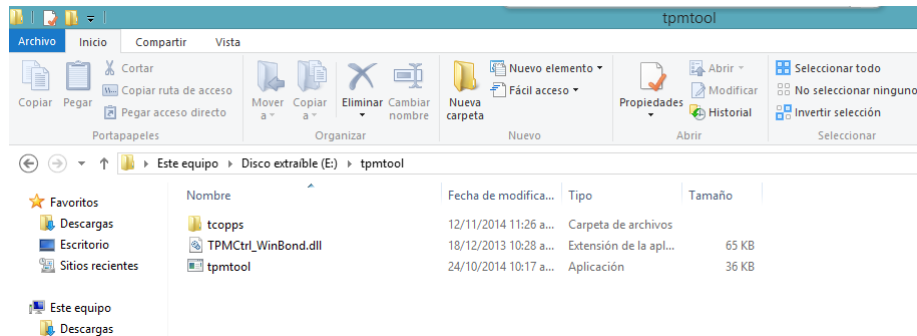 tpmtool
Archivo Inicio Compartir Vista
Copiar Pegar Cortar Copiar ruta de acceso Pegar acceso directo
Mover a Copiar a Eliminar Cambiar nombre
Nueva carpeta Nuevo elemento Fácil acceso
Propiedades Abrir Modificar Historial
Seleccionar todo No seleccionar ninguno Invertir selección
Portapapeles Organizar Nuevo Abrir Seleccionar
Este equipo Disco extraíble (E:) tpmtool
Favoritos
Descargas
Escritorio
Sitios recientes
Este equipo
Descargas
Nombre Fecha de modifica... Tipo Tamaño
tcopps 12/11/2014 11:26 a... Carpeta de archivos
TPMCtrl_WinBond.dll 18/12/2013 10:28 a... Extensión de la apl... 65 KB
tpmtool 24/10/2014 10:17 a... Aplicación 36 KB